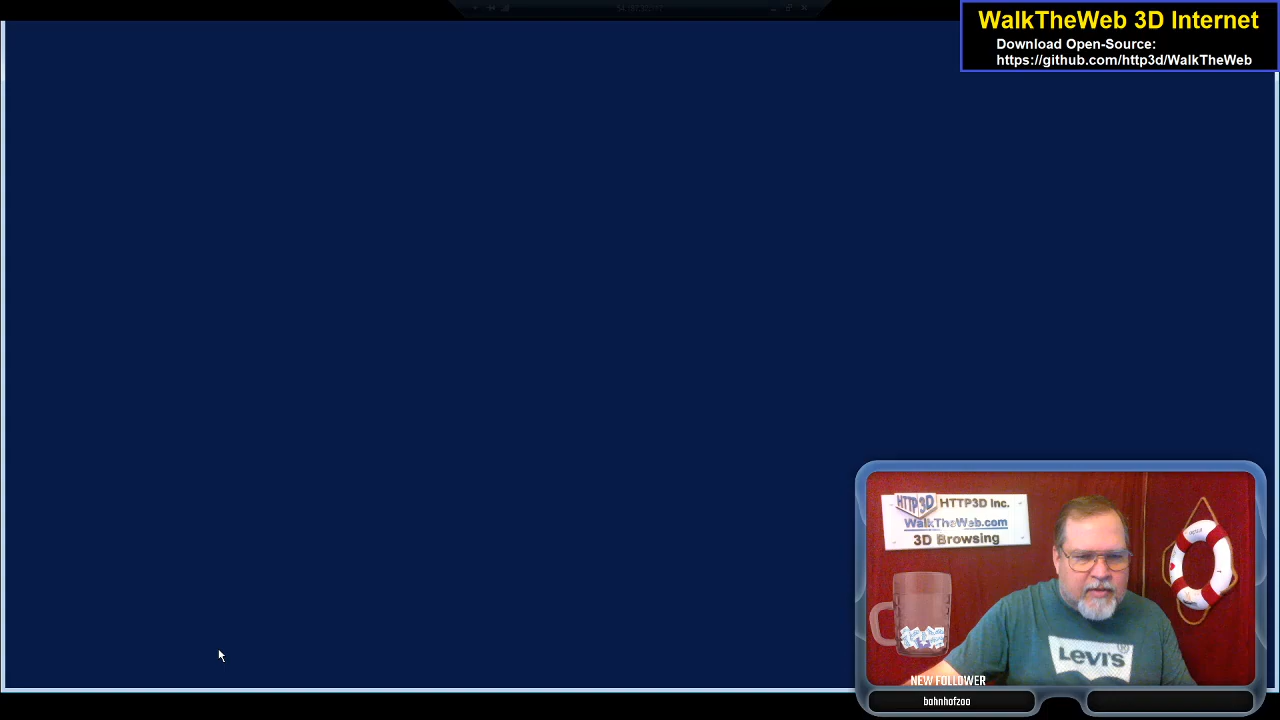 WalkTheWeb 3D Internet
Download Open-Source:
https://github.com/http3d/WalkTheWeb
HTTP3D HTTP3D Inc.
WalkTheWeb.com
3D Browsing
Levi's
NEW FOLLOWER